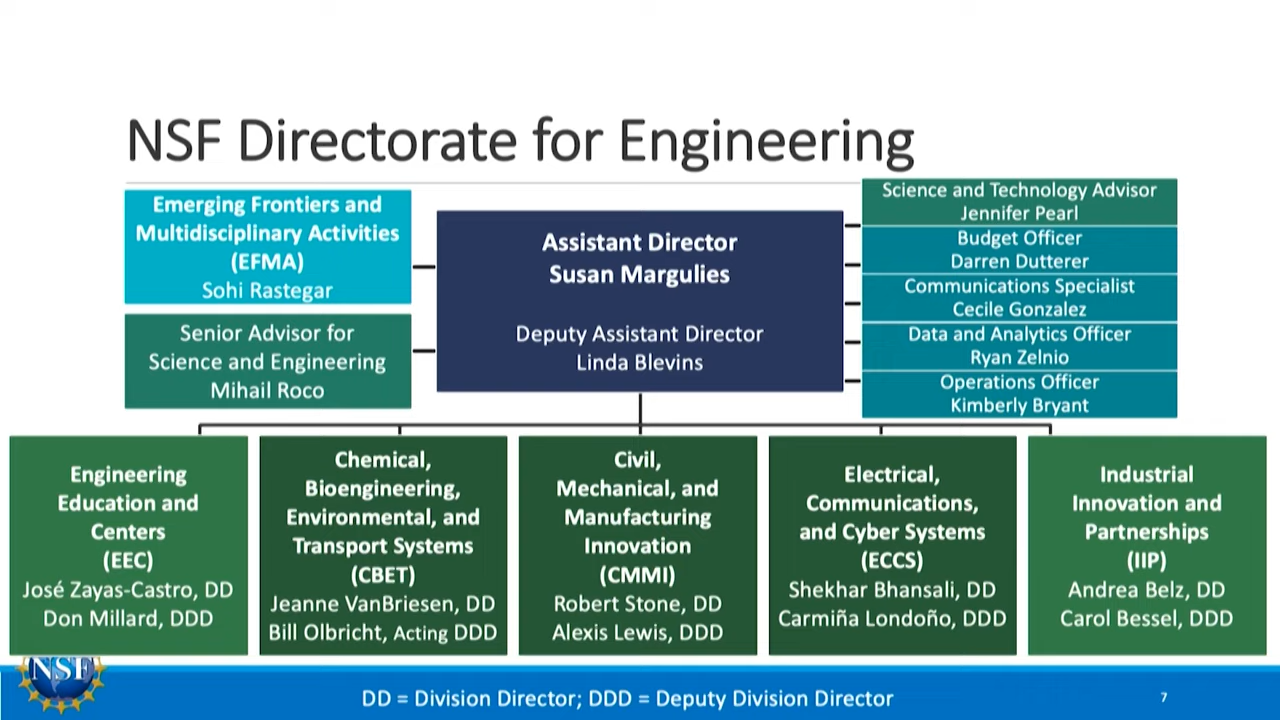 NSF Directorate for Engineering
Emerging Frontiers and
Multidisciplinary Activities
(EFMA)
Sohi Rastegar
Senior Advisor for
Science and Engineering
Mihail Roco
Assistant Director
Susan Margulies
Deputy Assistant Director
Linda Blevins
Science and Technology Advisor
Jennifer Pearl
Budget Officer
Darren Dutterer
Communications Specialist
Cecile Gonzalez
Data and Analytics Officer
Ryan Zelnio
Operations Officer
Kimberly Bryant
Engineering
Education and
Centers
(EEC)
José Zayas-Castro, DD
Don Millard, DDD
Chemical,
Bioengineering,
Environmental, and
Transport Systems
(CBET)
Jeanne VanBriesen, DD
Bill Olbricht, Acting DDD
Civil,
Mechanical, and
Manufacturing
Innovation
(CMMI)
Robert Stone, DD
Alexis Lewis, DDD
Electrical,
Communications,
and Cyber Systems
(ECCS)
Shekhar Bhansali, DD
Carmiña Londoño, DDD
Industrial
Innovation and
Partnerships
(IIP)
Andrea Belz, DD
Carol Bessel, DDD
NSF
DD = Division Director; DDD = Deputy Division Director
7